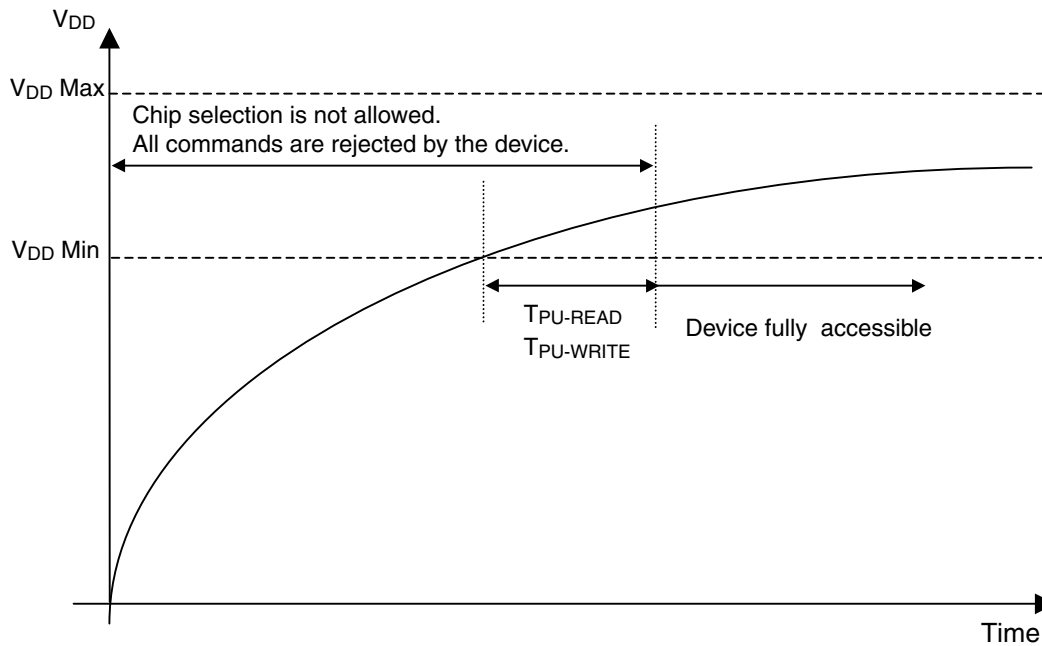 VDD
VDD Max
Chip selection is not allowed.
All commands are rejected by the device.
VDD Min
TPU-READ
TPU-WRITE
Device fully accessible
Time